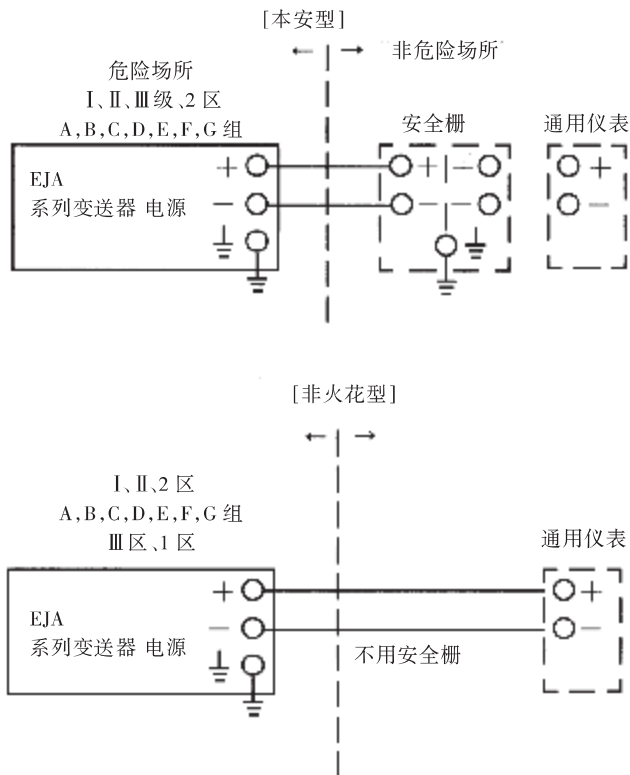 [本安型]
非危险场所
危险场所
Ⅰ、Ⅱ、Ⅲ级、2区
A,B,C,D,E,F,G组
安全栅
通用仪表
EJA
系列变送器 电源
+
−
+
−
−
−
+
−
[非火花型]
Ⅰ、Ⅱ、2区
A,B,C,D,E,F,G组
Ⅲ区、1区
通用仪表
EJA
系列变送器 电源
+
−
不用安全栅
+
−